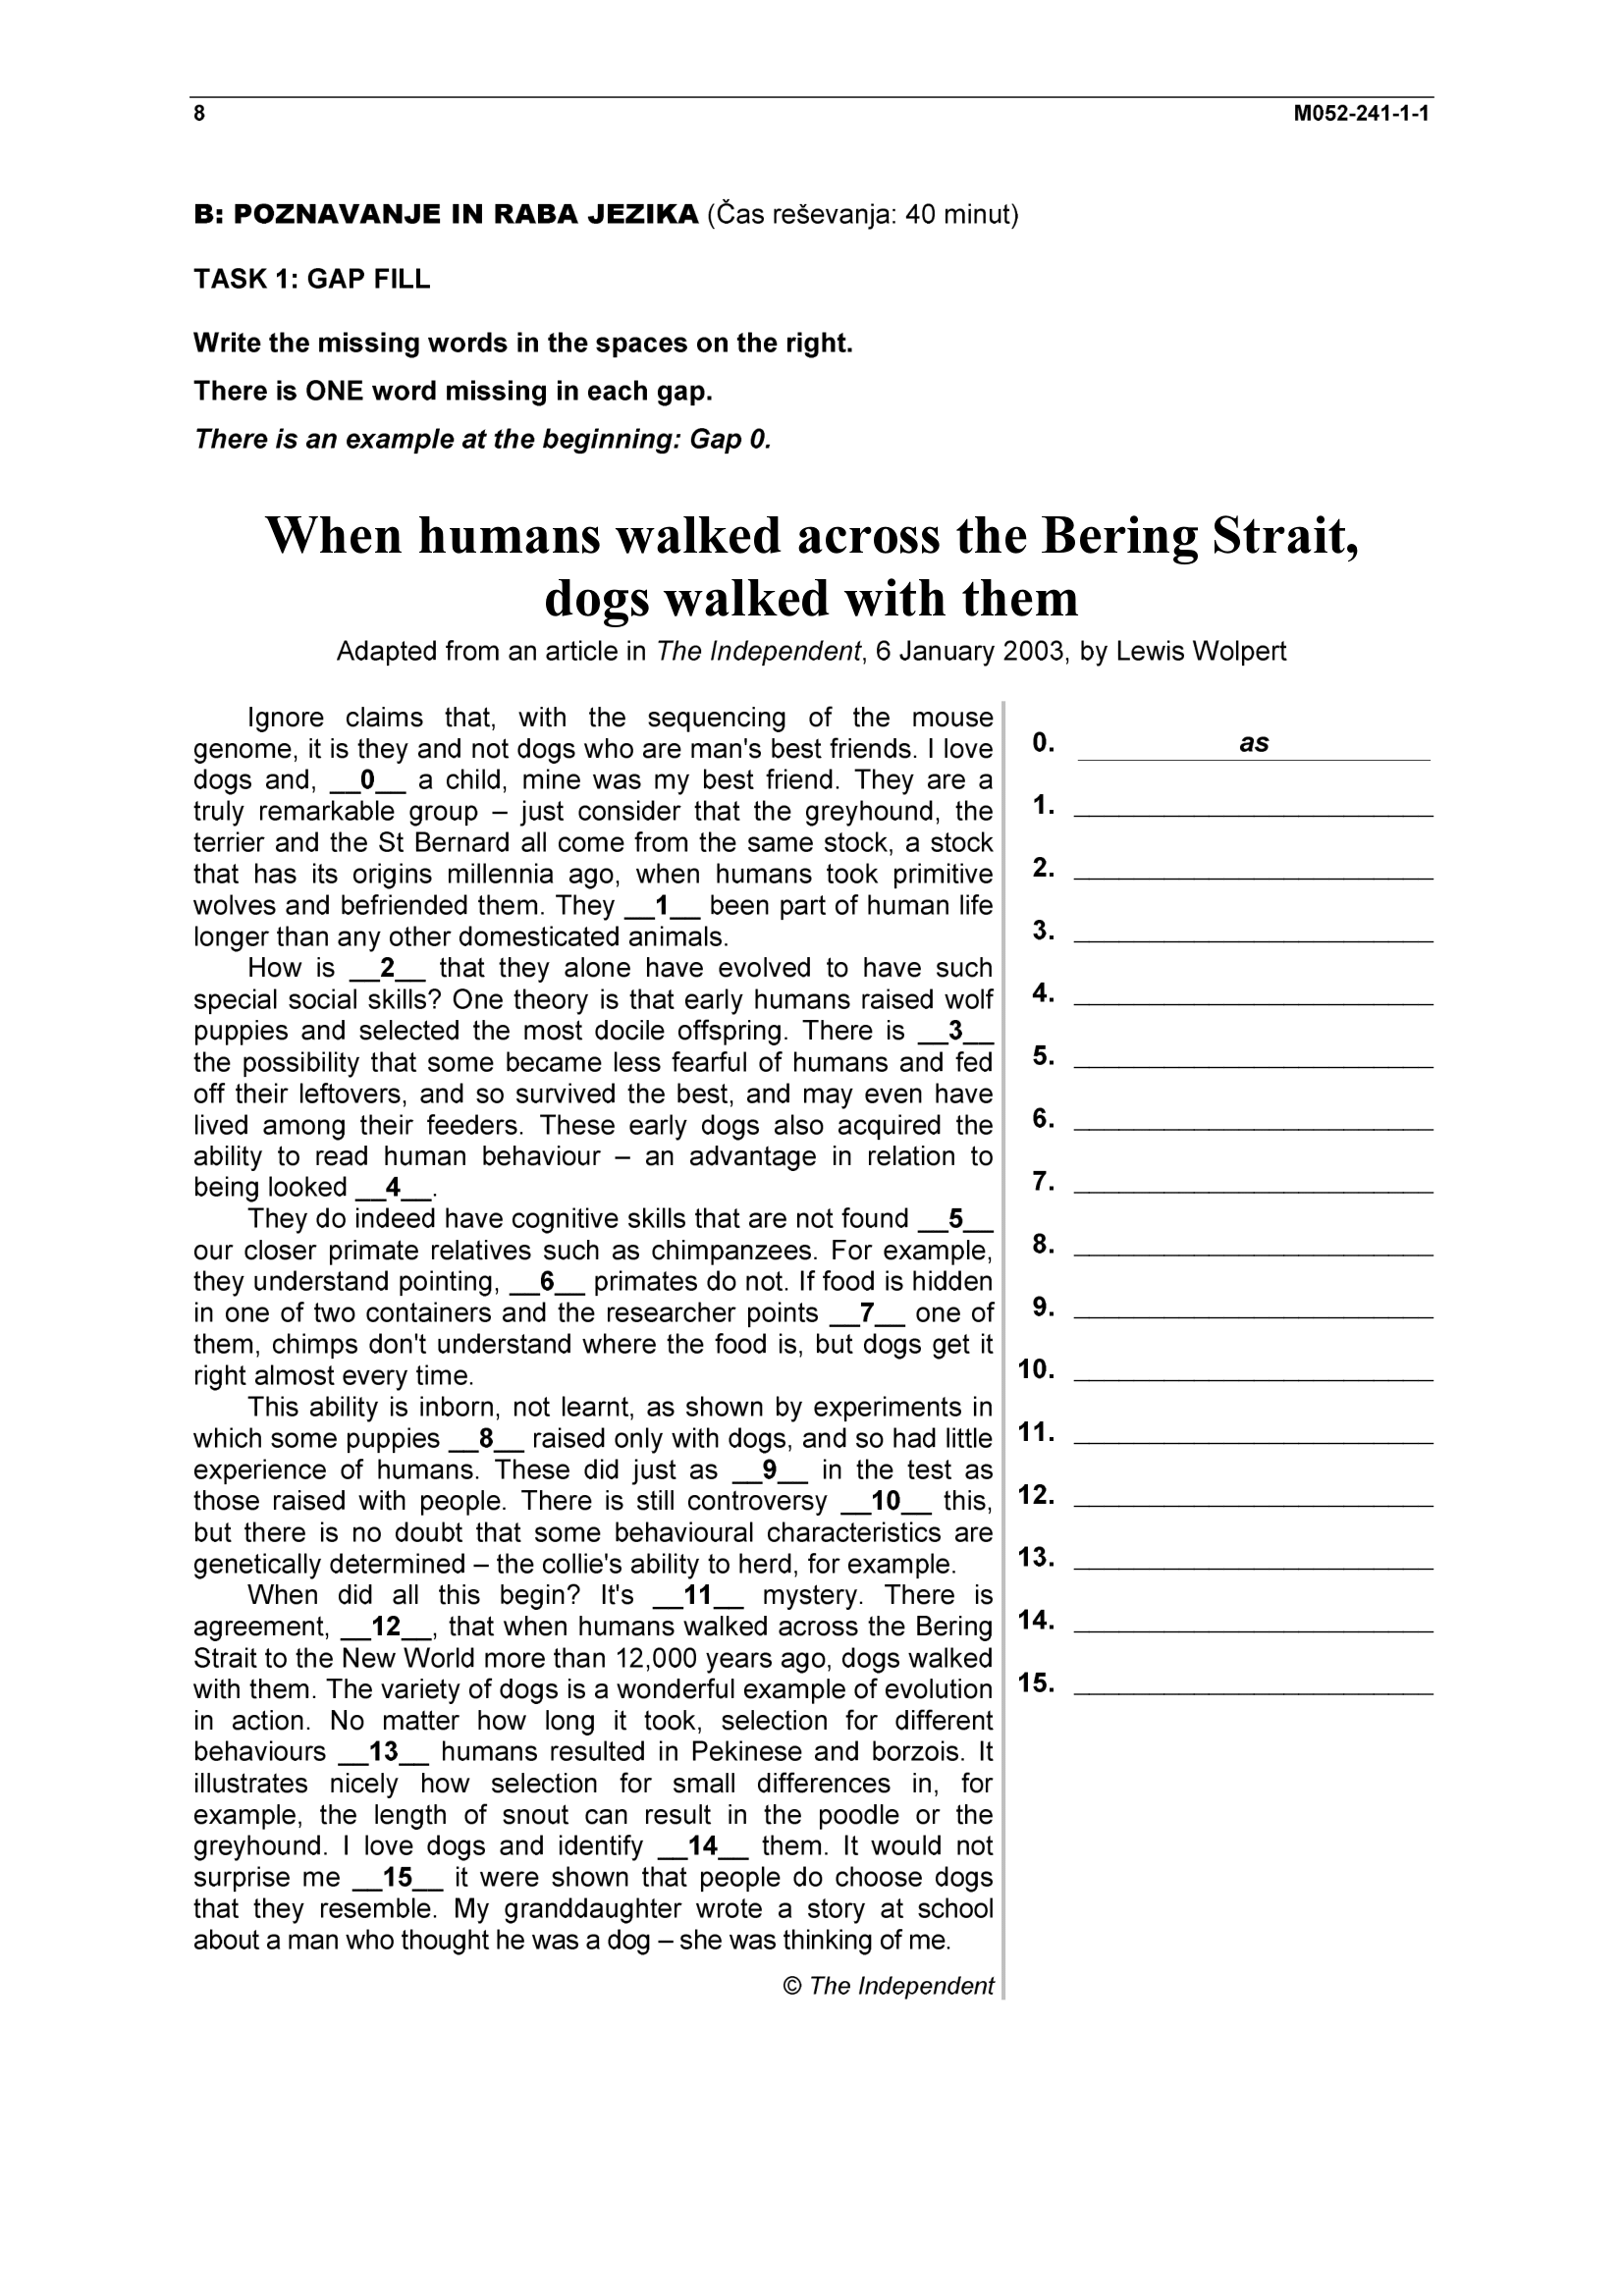 8 M052-241-1-1
B: POZNAVANJE IN RABA JEZIKA (Čas reševanja: 40 minut)
TASK 1: GAP FILL
Write the missing words in the spaces on the right.
There is ONE word missing in each gap.
There is an example at the beginning: Gap 0.
When humans walked across the Bering Strait,
dogs walked with them
Adapted from an article in The Independent, 6 January 2003, by Lewis Wolpert
Ignore claims that, with the sequencing of the mouse
genome, it is they and not dogs who are man's best friends. I love
dogs and, __0__ a child, mine was my best friend. They are a
truly remarkable group – just consider that the greyhound, the
terrier and the St Bernard all come from the same stock, a stock
that has its origins millennia ago, when humans took primitive
wolves and befriended them. They __1__ been part of human life
longer than any other domesticated animals.
How is __2__ that they alone have evolved to have such
special social skills? One theory is that early humans raised wolf
puppies and selected the most docile offspring. There is __3__
the possibility that some became less fearful of humans and fed
off their leftovers, and so survived the best, and may even have
lived among their feeders. These early dogs also acquired the
ability to read human behaviour – an advantage in relation to
being looked __4__.
They do indeed have cognitive skills that are not found __5__
our closer primate relatives such as chimpanzees. For example,
they understand pointing, __6__ primates do not. If food is hidden
in one of two containers and the researcher points __7__ one of
them, chimps don't understand where the food is, but dogs get it
right almost every time.
This ability is inborn, not learnt, as shown by experiments in
which some puppies __8__ raised only with dogs, and so had little
experience of humans. These did just as __9__ in the test as
those raised with people. There is still controversy __10__ this,
but there is no doubt that some behavioural characteristics are
genetically determined – the collie's ability to herd, for example.
When did all this begin? It's __11__ mystery. There is
agreement, __12__, that when humans walked across the Bering
Strait to the New World more than 12,000 years ago, dogs walked
with them. The variety of dogs is a wonderful example of evolution
in action. No matter how long it took, selection for different
behaviours __13__ humans resulted in Pekinese and borzois. It
illustrates nicely how selection for small differences in, for
example, the length of snout can result in the poodle or the
greyhound. I love dogs and identify __14__ them. It would not
surprise me __15__ it were shown that people do choose dogs
that they resemble. My granddaughter wrote a story at school
about a man who thought he was a dog – she was thinking of me.
© The Independent
0. as
1.
2.
3.
4.
5.
6.
7.
8.
9.
10.
11.
12.
13.
14.
15.